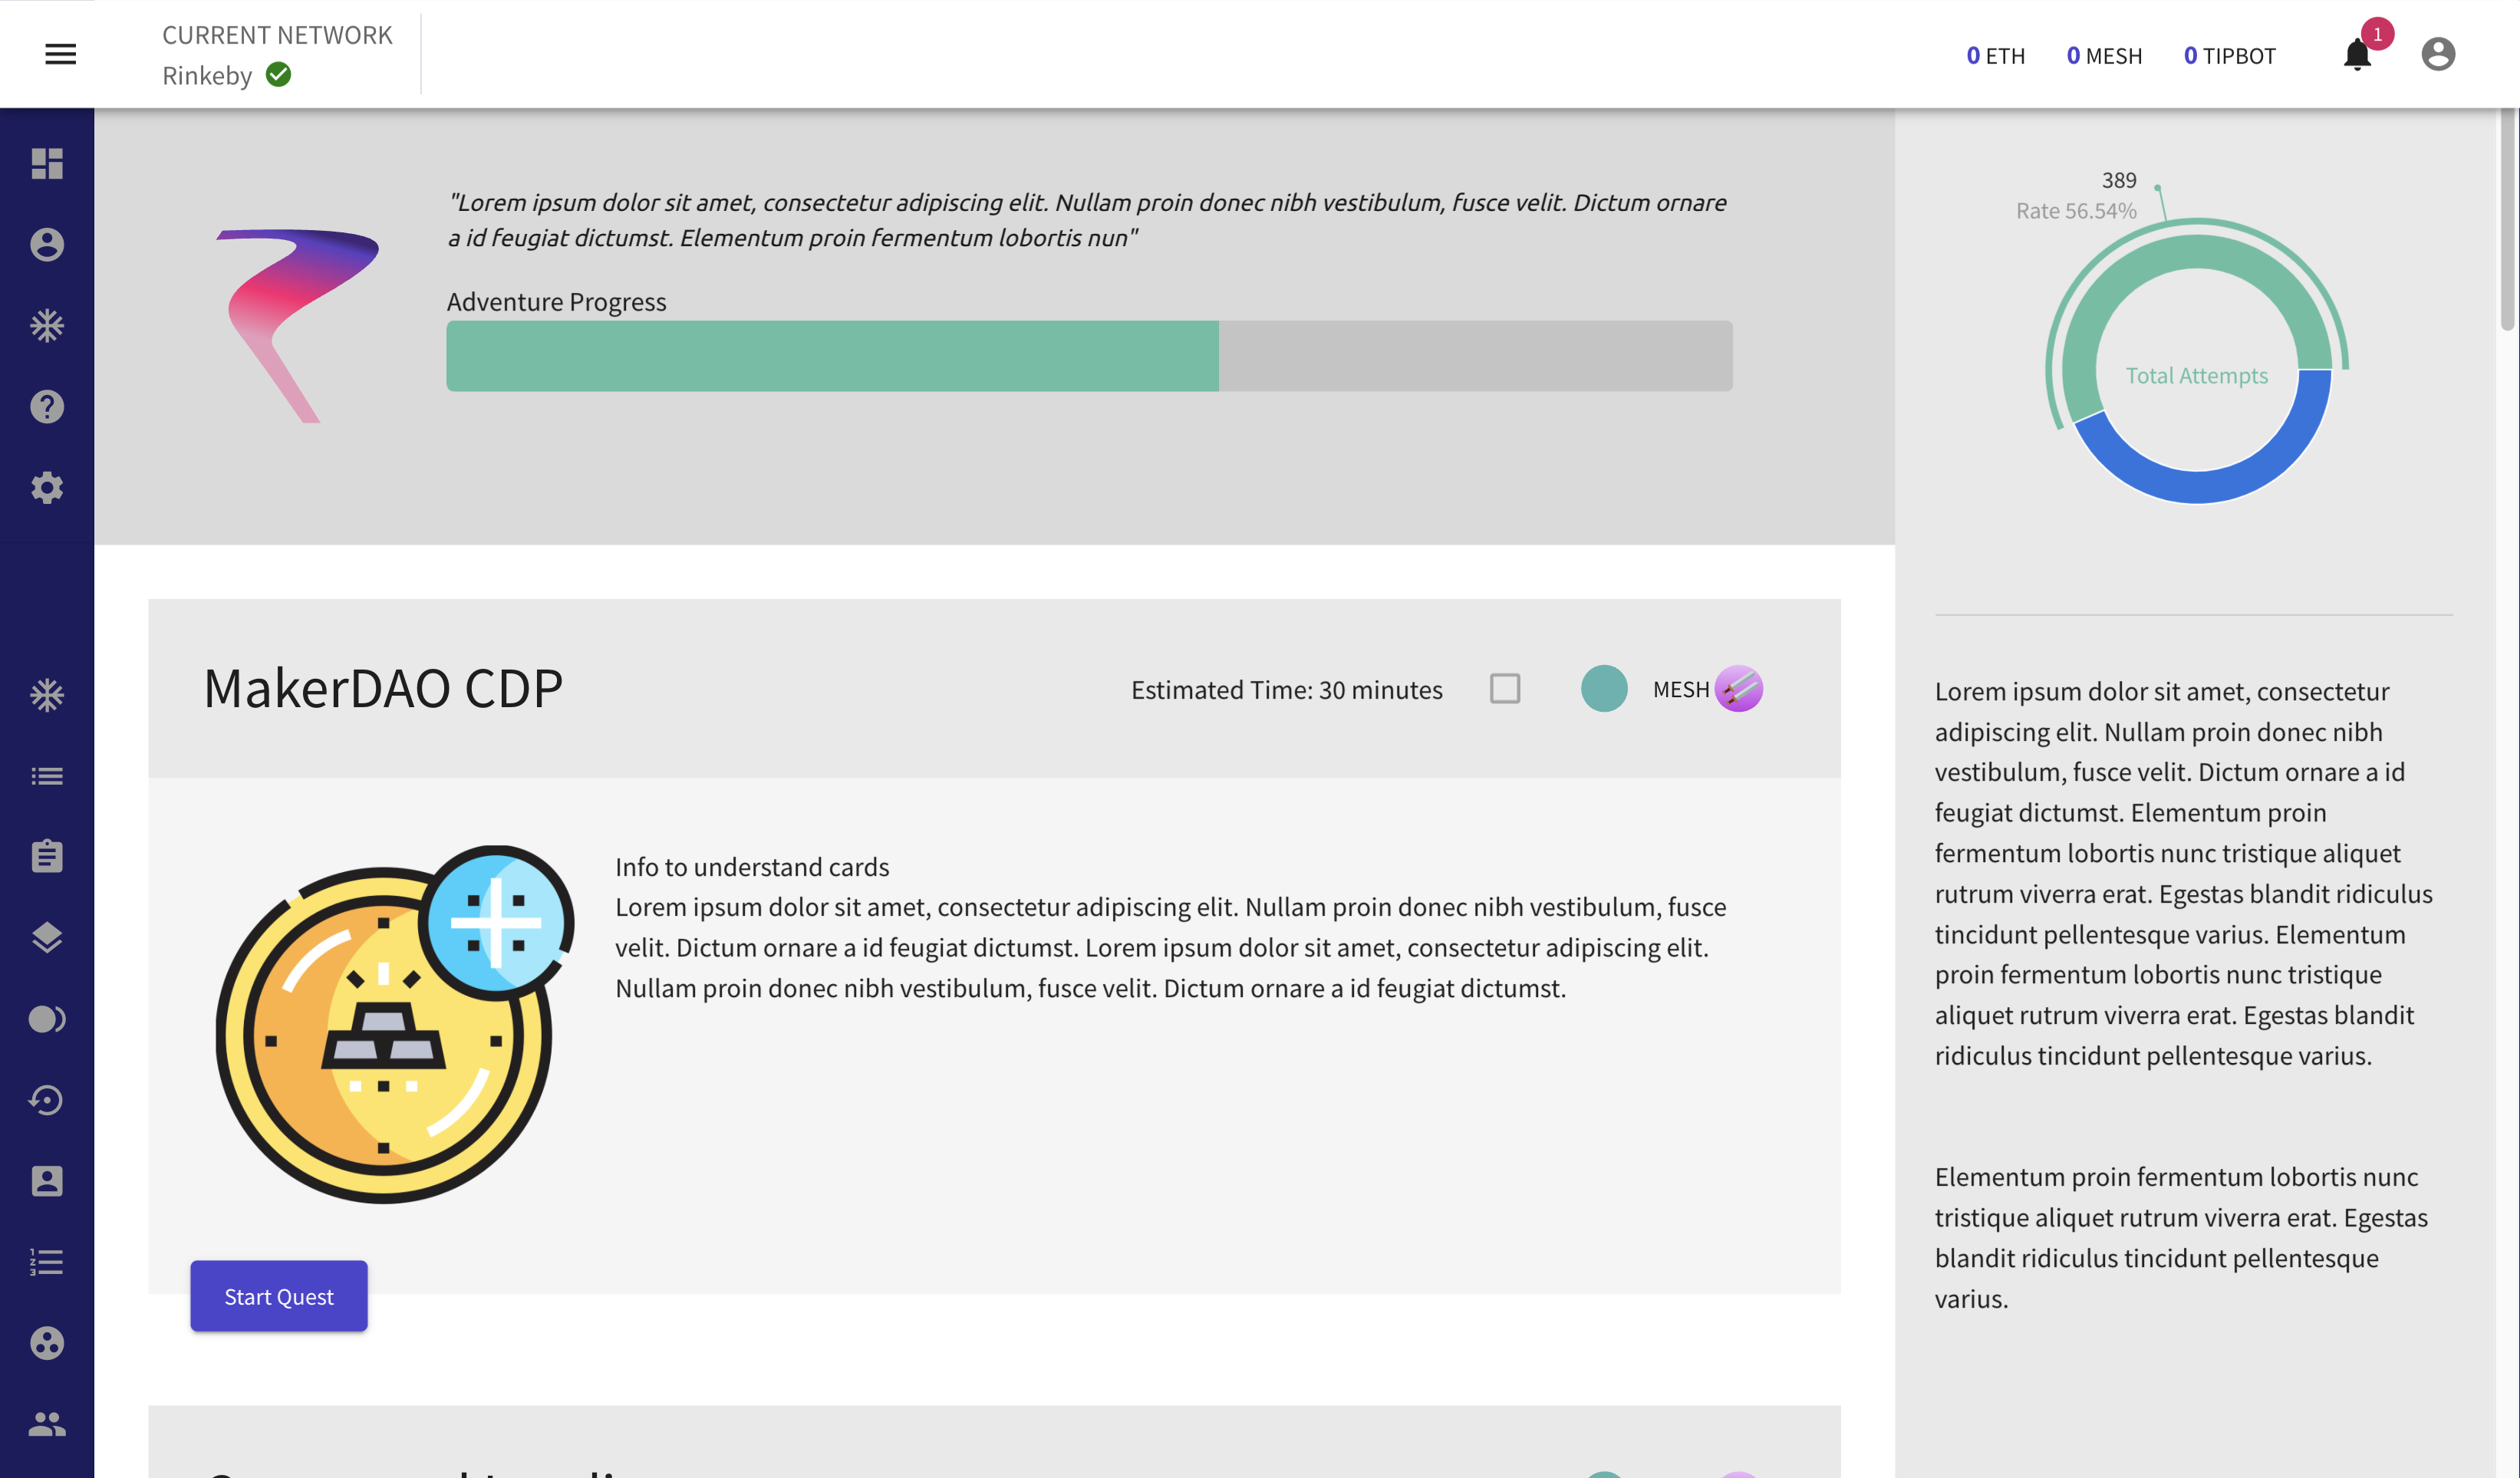 CURRENT NETWORK
Rinkeby
0 ETH
0 MESH
0 TIPBOT
1
"Lorem ipsum dolor sit amet, consectetur adipiscing elit. Nullam proin donec nibh vestibulum, fusce velit. Dictum ornare
a id feugiat dictumst. Elementum proin fermentum lobortis nun"
Adventure Progress
389
Rate 56.54%
Total Attempts
MakerDAO CDP
Estimated Time: 30 minutes
MESH
Info to understand cards
Lorem ipsum dolor sit amet, consectetur adipiscing elit. Nullam proin donec nibh vestibulum, fusce
velit. Dictum ornare a id feugiat dictumst. Lorem ipsum dolor sit amet, consectetur adipiscing elit.
Nullam proin donec nibh vestibulum, fusce velit. Dictum ornare a id feugiat dictumst.
Start Quest
Lorem ipsum dolor sit amet, consectetur
adipiscing elit. Nullam proin donec nibh
vestibulum, fusce velit. Dictum ornare a id
feugiat dictumst. Elementum proin
fermentum lobortis nunc tristique aliquet
rutrum viverra erat. Egestas blandit ridiculus
tincidunt pellentesque varius. Elementum
proin fermentum lobortis nunc tristique
aliquet rutrum viverra erat. Egestas blandit
ridiculus tincidunt pellentesque varius.
Elementum proin fermentum lobortis nunc
tristique aliquet rutrum viverra erat. Egestas
blandit ridiculus tincidunt pellentesque
varius.